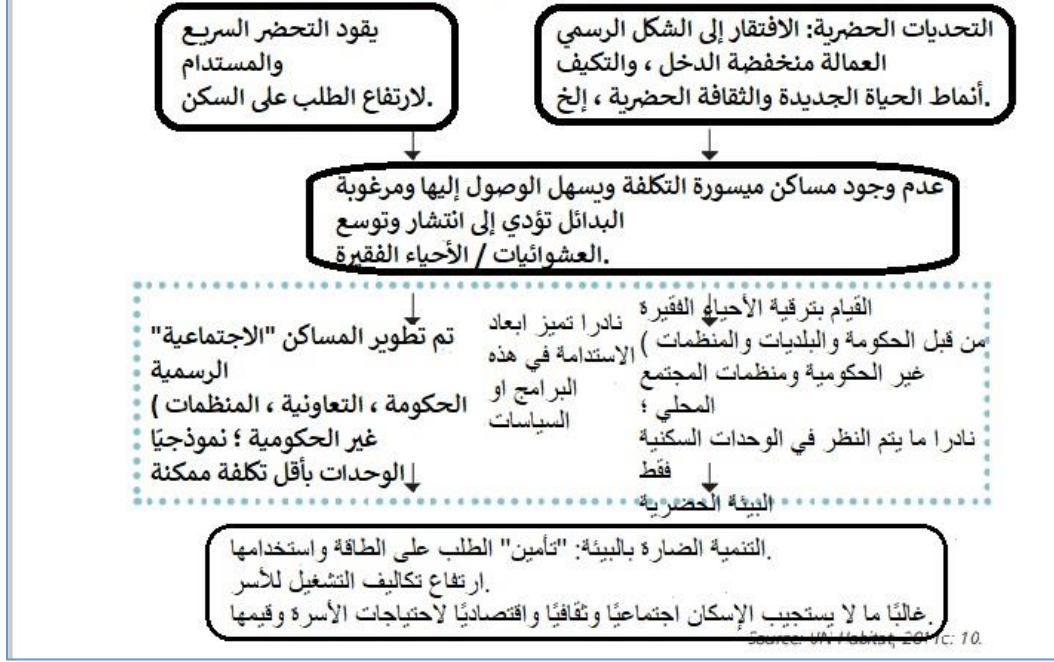 التحديات الحضرية: الافتقار إلى الشكل الرسمي
العمالة منخفضة الدخل ، والتكيف
أنماط الحياة الجديدة والثقافة الحضرية ، إلخ.
يقود التحضر السريع
والمستدام
لارتفاع الطلب على السكن.
عدم وجود مساكن ميسورة التكلفة ويسهل الوصول إليها ومرغوبة
البدائل تؤدي إلى انتشار وتوسع
العشوائيات / الأحياء الفقيرة.
القيام بترقية الأحياء الفقيرة
من قبل الحكومة والبلديات والمنظمات )
غير الحكومية ومنظمات المجتمع
المحلي ؛
نادرا ما يتم النظر في الوحدات السكنية
فقط
البيئة الحضرية
نادرا تميز ابعاد
الاستدامة في هذه
البرامج او
السياسات
تم تطوير المساكن "الاجتماعية"
الرسمية
الحكومة ، التعاونية ، المنظمات )
غير الحكومية ؛ نموذجيًا
الوحدات بأقل تكلفة ممكنة
التنمية الضارة بالبيئة: "تأمين" الطلب على الطاقة واستخدامها.
ارتفاع تكاليف التشغيل للأسر.
غالبًا ما لا يستجيب الإسكان اجتماعيًا وثقافيًا واقتصاديًا لاحتياجات الأسرة وقيمها.
Source: UN-Habitat, 2011c: 10.